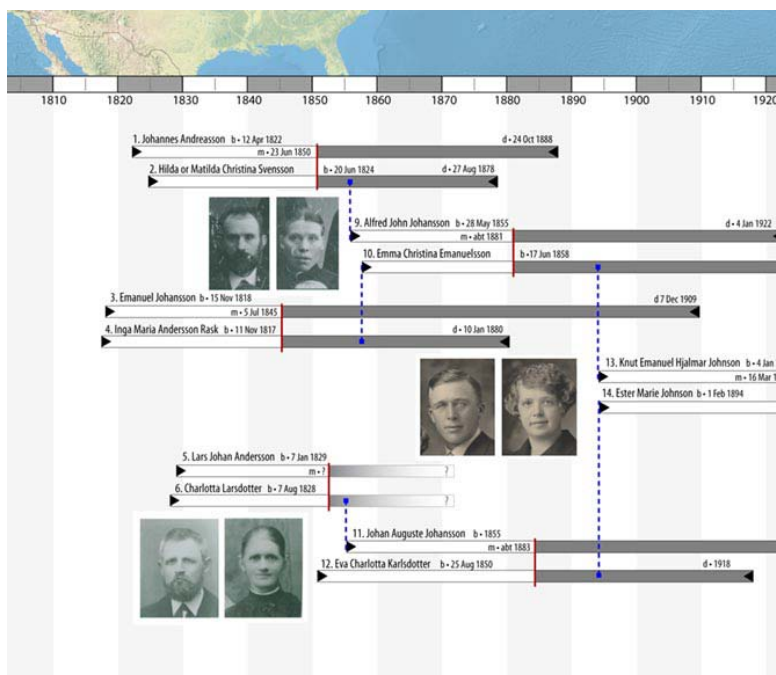 1810 1820 1830 1840 1850 1860 1870 1880 1890 1900 1910 192
1. Johannes Andreasson b • 12 Apr 1822 d • 24 Oct 1888
m • 23 Jun 1850
2. Hilda or Matilda Christina Svensson b • 20 Jun 1824 d • 27 Aug 1878
9. Alfred John Johansson b • 28 May 1855 d • 4 Jan 1922
m • abt 1881
10. Emma Christina Emanuelsson b • 17 Jun 1858
3. Emanuel Johansson b • 15 Nov 1818 d 7 Dec 1909
m • 5 Jul 1845
4. Inga Maria Andersson Rask b • 11 Nov 1817 d • 10 Jan 1880
13. Knut Emanuel Hjalmar Johnson b • 4 Jan
m • 16 Mar 1
14. Ester Marie Johnson b • 1 Feb 1894
5. Lars Johan Andersson b • 7 Jan 1829
m • ? ?
6. Charlotta Larsdotter b • 7 Aug 1828
?
11. Johan Auguste Johansson b • 1855
m • abt 1883
12. Eva Charlotta Karlsdotter b • 25 Aug 1850 d • 1918